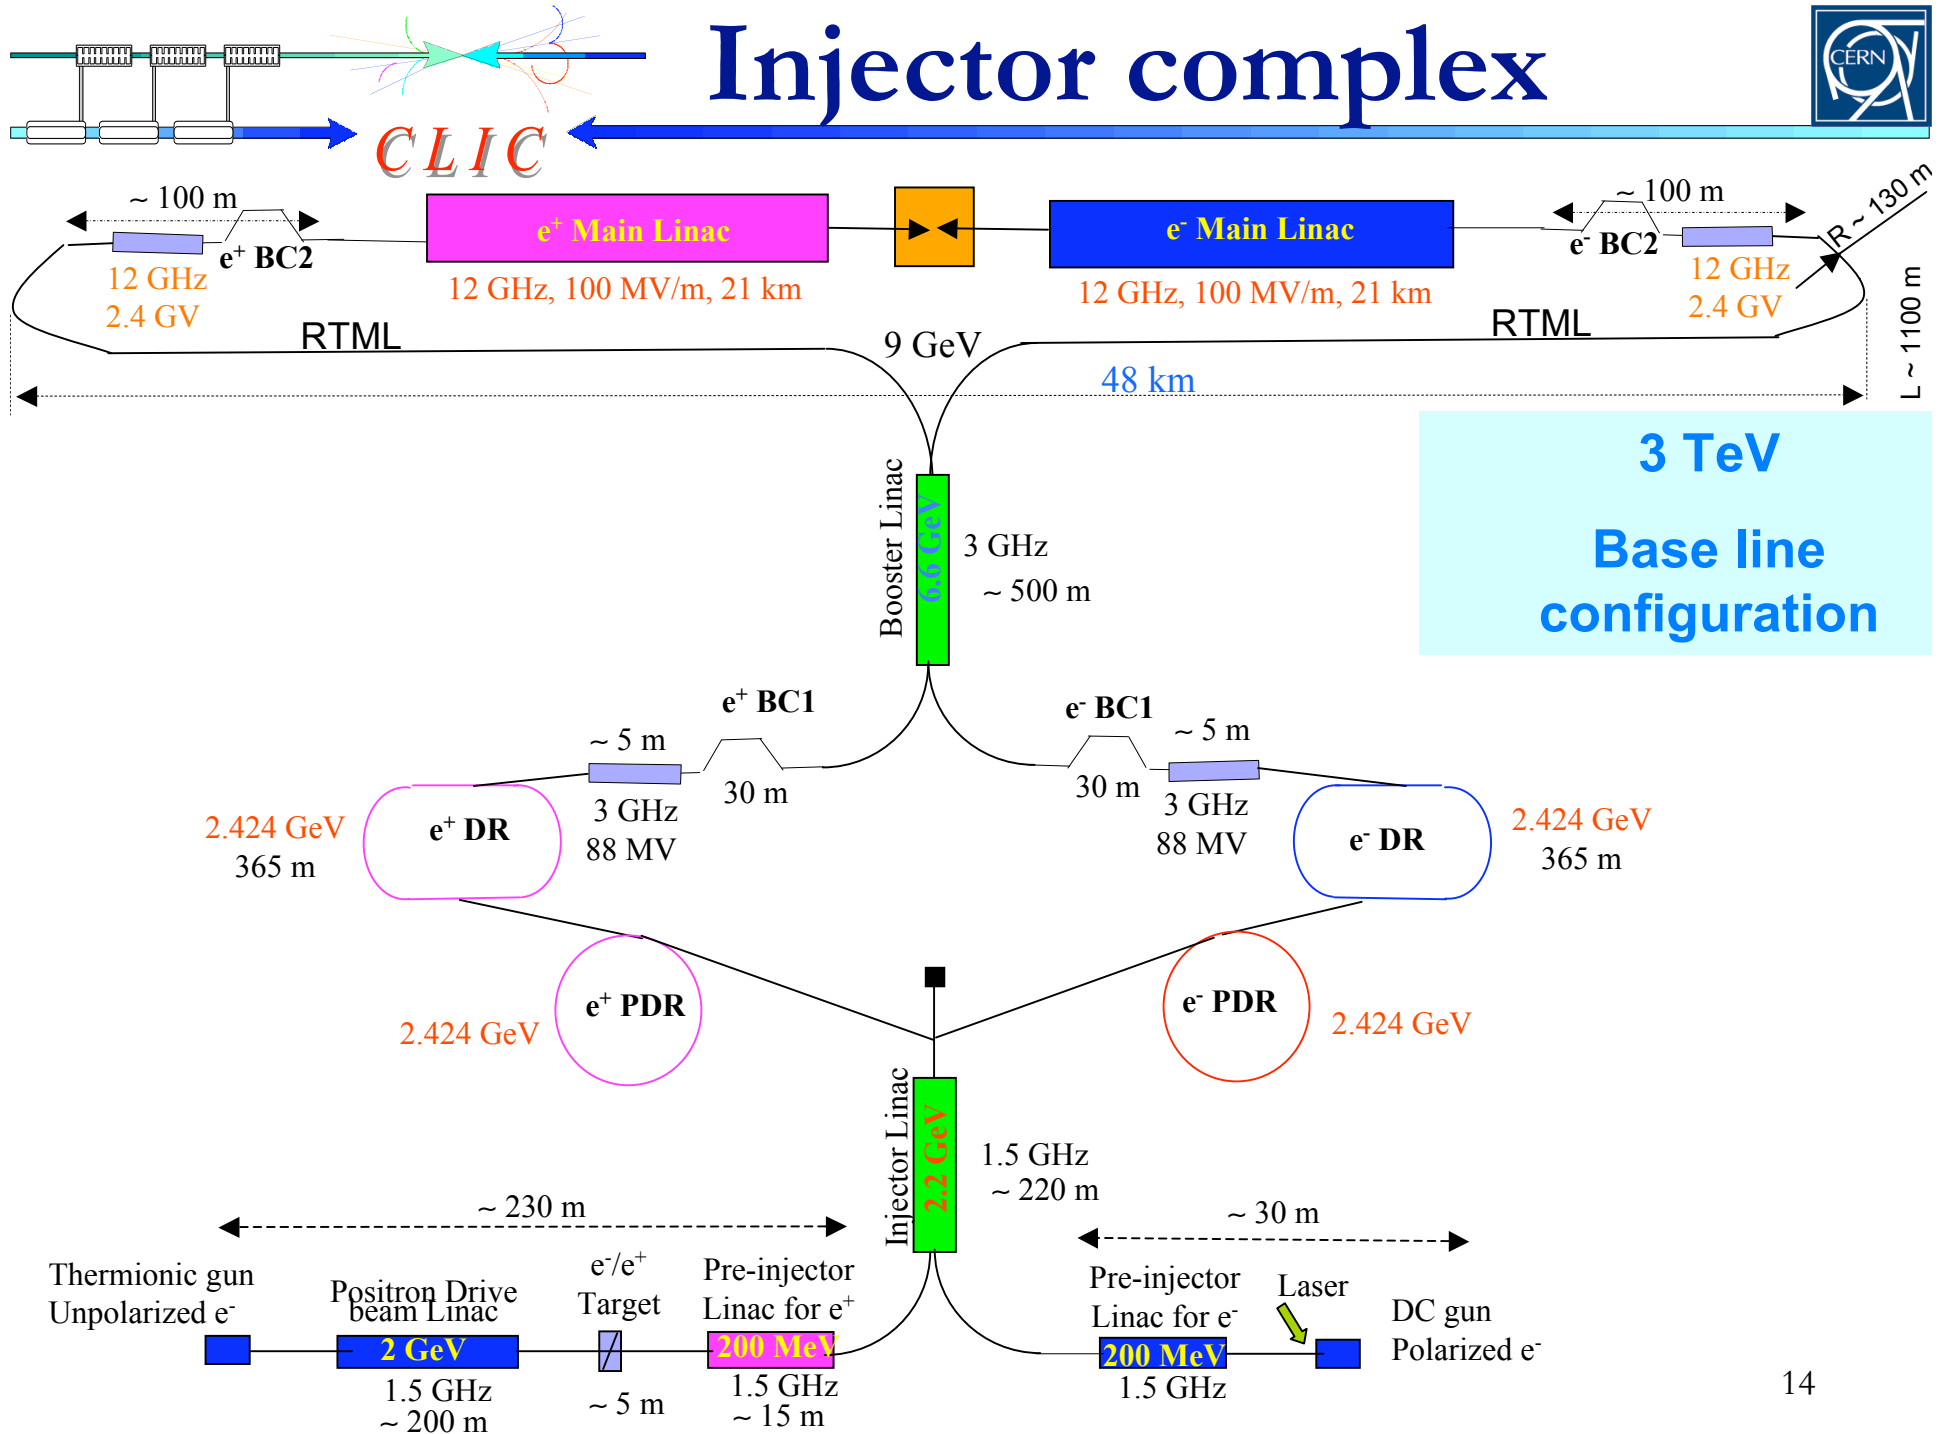 Injector complex
CERN
CLIC
~ 100 m
~ 100 m
R ~ 130 m
e⁺ Main Linac
e⁻ Main Linac
e⁺ BC2
e⁻ BC2
12 GHz
2.4 GV
12 GHz, 100 MV/m, 21 km
12 GHz, 100 MV/m, 21 km
12 GHz
2.4 GV
L ~ 1100 m
RTML
9 GeV
RTML
48 km
3 TeV
Base line
configuration
Booster Linac
6.6 GeV
3 GHz
~ 500 m
e⁺ BC1
e⁻ BC1
~ 5 m
~ 5 m
30 m
30 m
3 GHz
88 MV
3 GHz
88 MV
2.424 GeV
365 m
e⁺ DR
e⁻ DR
2.424 GeV
365 m
e⁺ PDR
e⁻ PDR
2.424 GeV
2.424 GeV
Injector Linac
2.2 GeV
1.5 GHz
~ 220 m
~ 230 m
~ 30 m
Thermionic gun
Unpolarized e⁻
Positron Drive
beam Linac
e⁻/e⁺
Target
Pre-injector
Linac for e⁺
Pre-injector
Linac for e⁻
Laser
DC gun
Polarized e⁻
2 GeV
200 MeV
200 MeV
1.5 GHz
~ 200 m
~ 5 m
1.5 GHz
~ 15 m
1.5 GHz
14